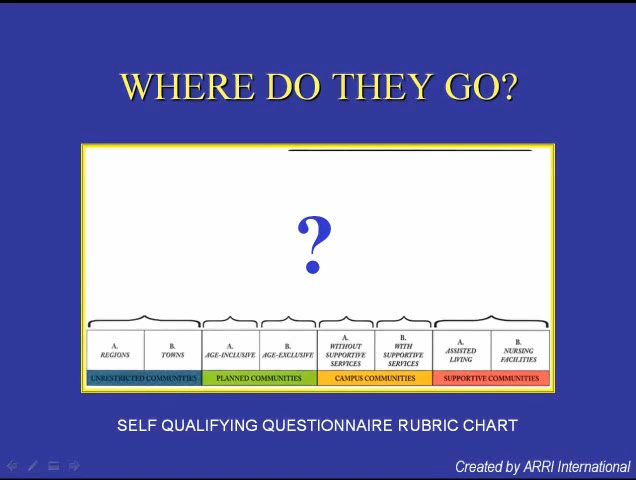 WHERE DO THEY GO?
?
A.
REGIONS
B.
TOWNS
A.
AGE-INCLUSIVE
B.
AGE-EXCLUSIVE
A.
WITHOUT
SUPPORTIVE
SERVICES
B.
WITH
SUPPORTIVE
SERVICES
A.
ASSISTED
LIVING
B.
NURSING
FACILITIES
UNRESTRICTED COMMUNITIES
PLANNED COMMUNITIES
CAMPUS COMMUNITIES
SUPPORTIVE COMMUNITIES
SELF QUALIFYING QUESTIONNAIRE RUBRIC CHART
Created by ARRI International